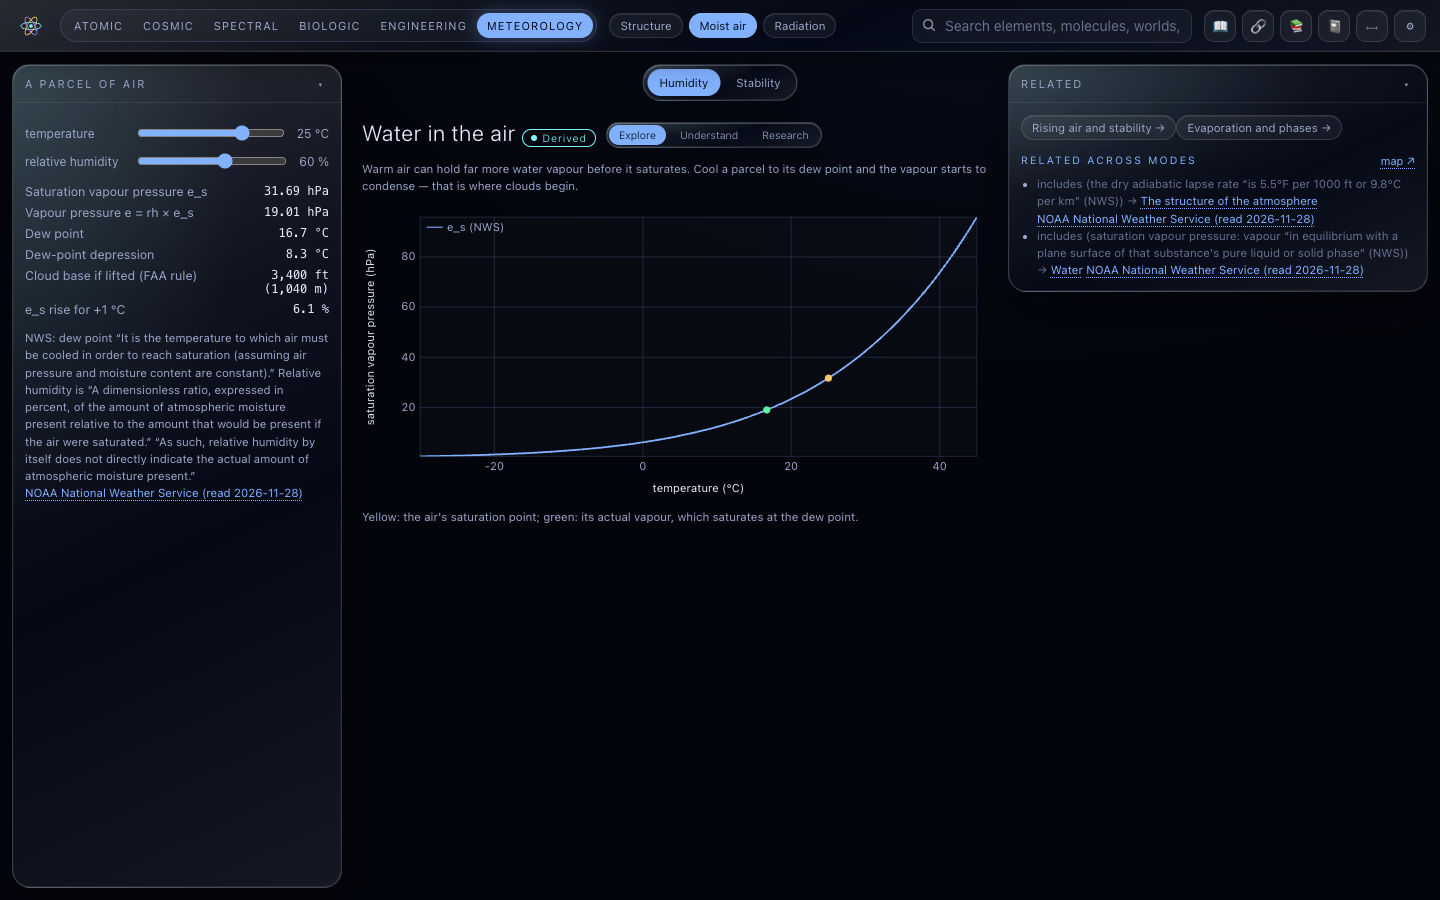 ATOMIC COSMIC SPECTRAL BIOLOGIC ENGINEERING METEOROLOGY Structure Moist air Radiation Search elements, molecules, worlds,
A PARCEL OF AIR
temperature 25 °C
relative humidity 60 %
Saturation vapour pressure e_s 31.69 hPa
Vapour pressure e = rh × e_s 19.01 hPa
Dew point 16.7 °C
Dew-point depression 8.3 °C
Cloud base if lifted (FAA rule) 3,400 ft
(1,040 m)
e_s rise for +1 °C 6.1 %
NWS: dew point “It is the temperature to which air must
be cooled in order to reach saturation (assuming air
pressure and moisture content are constant).” Relative
humidity is “A dimensionless ratio, expressed in
percent, of the amount of atmospheric moisture
present relative to the amount that would be present if
the air were saturated.” “As such, relative humidity by
itself does not directly indicate the actual amount of
atmospheric moisture present.”
NOAA National Weather Service (read 2026-11-28)
Humidity Stability
Water in the air Derived Explore Understand Research
Warm air can hold far more water vapour before it saturates. Cool a parcel to its dew point and the vapour starts to
condense — that is where clouds begin.
e_s (NWS)
saturation vapour pressure (hPa)
80
60
40
20
-20 0 20 40
temperature (°C)
Yellow: the air's saturation point; green: its actual vapour, which saturates at the dew point.
RELATED
Rising air and stability → Evaporation and phases →
RELATED ACROSS MODES map ↗
includes (the dry adiabatic lapse rate “is 5.5°F per 1000 ft or 9.8°C
per km” (NWS)) → The structure of the atmosphere
NOAA National Weather Service (read 2026-11-28)
includes (saturation vapour pressure: vapour “in equilibrium with a
plane surface of that substance's pure liquid or solid phase” (NWS))
→ Water NOAA National Weather Service (read 2026-11-28)